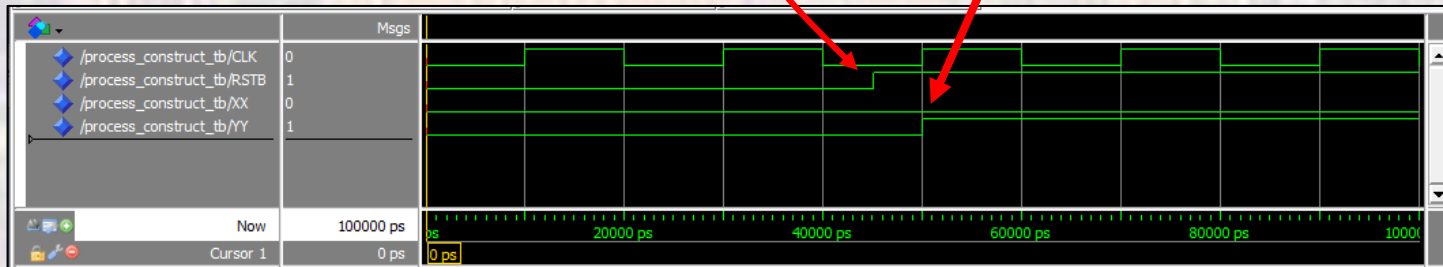 Msgs
/process_construct_tb/CLK 0
/process_construct_tb/RSTB 1
/process_construct_tb/XX 0
/process_construct_tb/YY 1
Now 100000 ps
ps 20000 ps 40000 ps 60000 ps 80000 ps 1000
Cursor 1 0 ps 0 ps